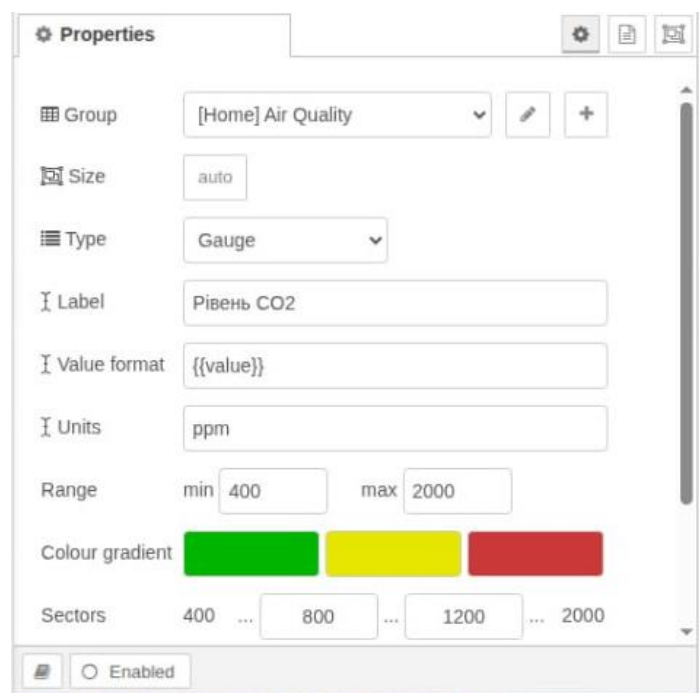 Properties
Group [Home] Air Quality
Size auto
Type Gauge
Label Рівень CO2
Value format {{value}}
Units ppm
Range min 400 max 2000
Colour gradient
Sectors 400 ... 800 ... 1200 ... 2000
Enabled